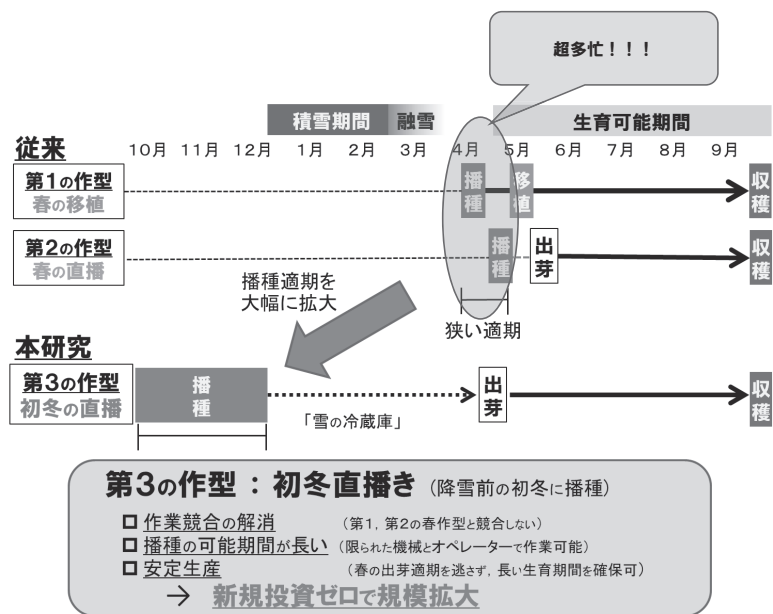 超多忙！！！
積雪期間 融雪 生育可能期間
従来
10月 11月 12月 1月 2月 3月 4月 5月 6月 7月 8月 9月
第1の作型
春の移植
播種
移植
収穫
第2の作型
春の直播
播種
出芽
収穫
播種適期を
大幅に拡大
狭い適期
本研究
第3の作型
初冬の直播
播種
「雪の冷蔵庫」
出芽
収穫
第3の作型：初冬直播き（降雪前の初冬に播種）
□ 作業競合の解消 （第1，第2の春作型と競合しない）
□ 播種の可能期間が長い （限られた機械とオペレーターで作業可能）
□ 安定生産 （春の出芽適期を逃さず，長い生育期間を確保可）
→ 新規投資ゼロで規模拡大